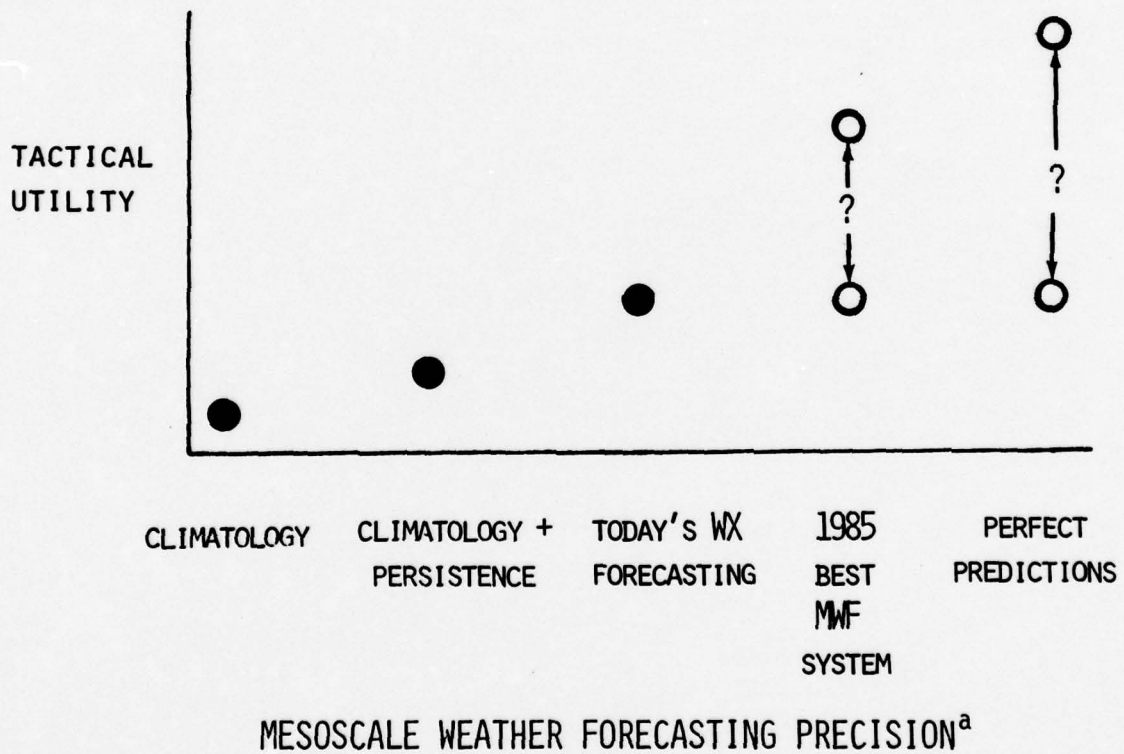 TACTICAL
UTILITY
?
?
CLIMATOLOGY
CLIMATOLOGY +
PERSISTENCE
TODAY'S WX
FORECASTING
1985
BEST
MWF
SYSTEM
PERFECT
PREDICTIONS
MESOSCALE WEATHER FORECASTING PRECISIONᵃ